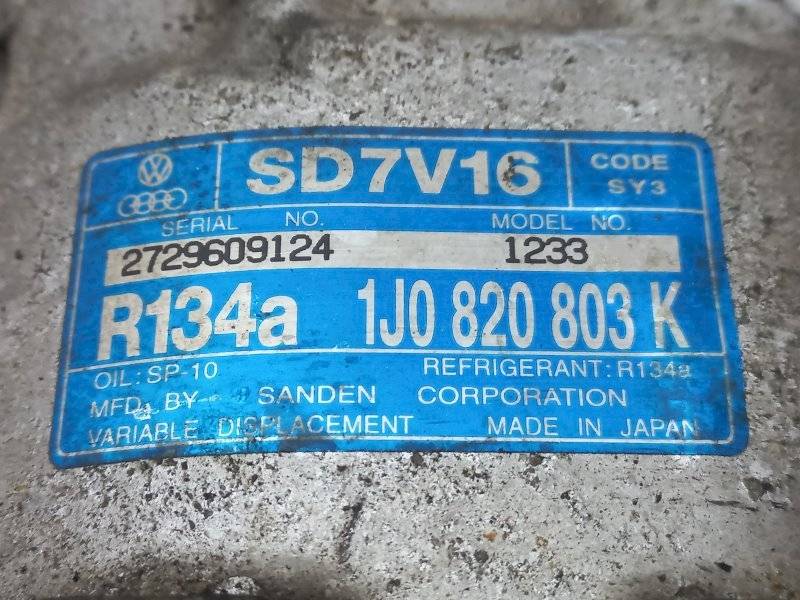 SD7V16 CODE
SY3
SERIAL NO. MODEL NO.
2729609124 1233
R134a 1J0 820 803 K
OIL: SP-10 REFRIGERANT: R134a
MFD. BY SANDEN CORPORATION
VARIABLE DISPLACEMENT MADE IN JAPAN